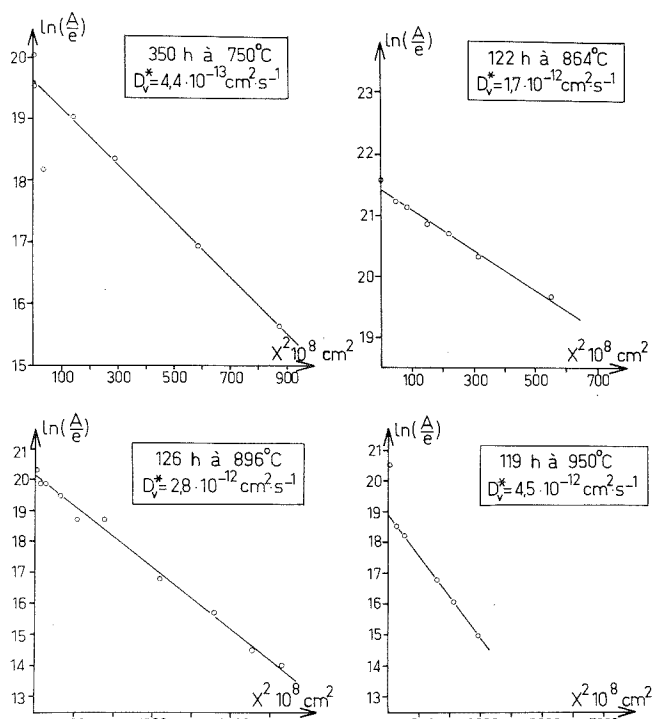 ln(A/e)
350 h à 750°C
D*v = 4,4 · 10⁻¹³ cm² · s⁻¹
20
19
18
17
16
15
100 300 500 700 900
X² 10⁸ cm²
ln(A/e)
122 h à 864°C
D*v = 1,7 · 10⁻¹² cm² · s⁻¹
23
22
21
20
19
100 300 500 700
X² 10⁸ cm²
ln(A/e)
126 h à 896°C
D*v = 2,8 · 10⁻¹² cm² · s⁻¹
21
20
19
18
17
16
15
14
13
X² 10⁸ cm²
ln(A/e)
119 h à 950°C
D*v = 4,5 · 10⁻¹² cm² · s⁻¹
21
20
19
18
17
16
15
14
13
X² 10⁸ cm²